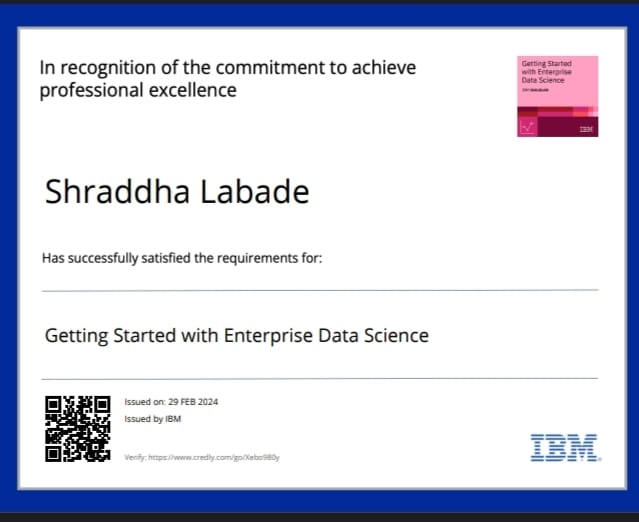 In recognition of the commitment to achieve
professional excellence
Getting Started
with Enterprise
Data Science
IBM
Shraddha Labade
Has successfully satisfied the requirements for:
Getting Started with Enterprise Data Science
Issued on: 29 FEB 2024
Issued by IBM
Verify: https://www.credly.com/go/Xebo980y
IBM